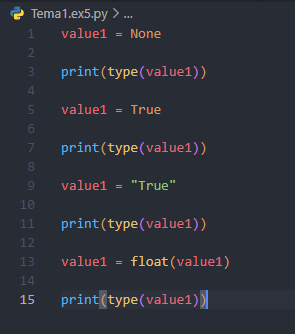 Tema1.ex5.py > ...
1 value1 = None
2
3 print(type(value1))
4
5 value1 = True
6
7 print(type(value1))
8
9 value1 = "True"
10
11 print(type(value1))
12
13 value1 = float(value1)
14
15 print(type(value1))